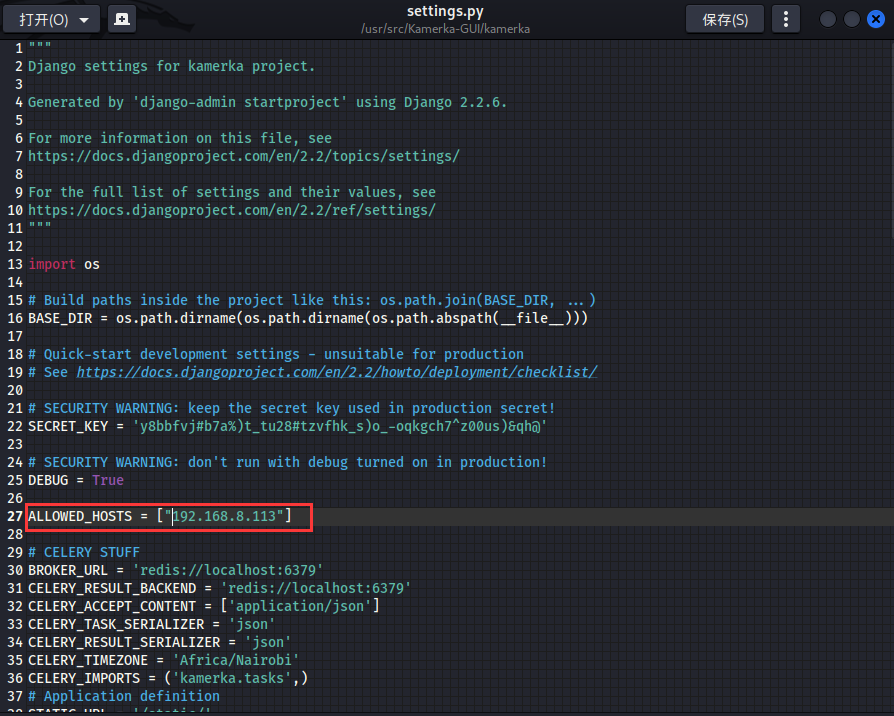 打开(O)
settings.py
/usr/src/Kamerka-GUI/kamerka
保存(S)
1 """
2 Django settings for kamerka project.
3
4 Generated by 'django-admin startproject' using Django 2.2.6.
5
6 For more information on this file, see
7 https://docs.djangoproject.com/en/2.2/topics/settings/
8
9 For the full list of settings and their values, see
10 https://docs.djangoproject.com/en/2.2/ref/settings/
11 """
12
13 import os
14
15 # Build paths inside the project like this: os.path.join(BASE_DIR, ...)
16 BASE_DIR = os.path.dirname(os.path.dirname(os.path.abspath(__file__)))
17
18 # Quick-start development settings - unsuitable for production
19 # See https://docs.djangoproject.com/en/2.2/howto/deployment/checklist/
20
21 # SECURITY WARNING: keep the secret key used in production secret!
22 SECRET_KEY = 'y8bbfvj#b7a%)t_tu28#tzvfhk_s)o_-oqkgch7^z00us)&qh@'
23
24 # SECURITY WARNING: don't run with debug turned on in production!
25 DEBUG = True
26
27 ALLOWED_HOSTS = ["192.168.8.113"]
28
29 # CELERY STUFF
30 BROKER_URL = 'redis://localhost:6379'
31 CELERY_RESULT_BACKEND = 'redis://localhost:6379'
32 CELERY_ACCEPT_CONTENT = ['application/json']
33 CELERY_TASK_SERIALIZER = 'json'
34 CELERY_RESULT_SERIALIZER = 'json'
35 CELERY_TIMEZONE = 'Africa/Nairobi'
36 CELERY_IMPORTS = ('kamerka.tasks',)
37 # Application definition
38 STATIC_URL = '/static/'